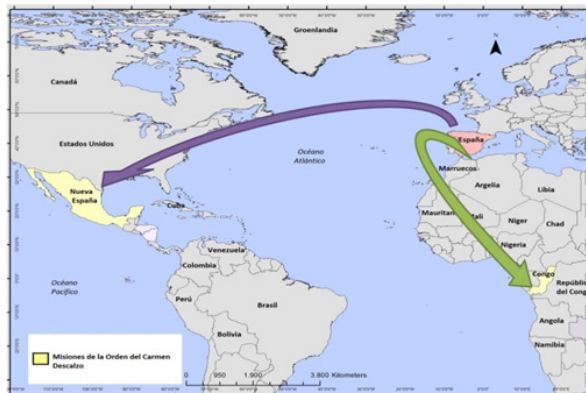 Groenlandia
N
Canadá
España
Estados Unidos
Océano
Atlántico
Marruecos
Argelia
Libia
Nueva
España
Cuba
Mauritan
Mali
Niger
Chad
Nigeria
Venezuela
Colombia
Congo
República
del Cong
Océano
Pacífico
Perú
Brasil
Angola
Bolivia
Namibia
Misiones de la Orden del Carmen
Descalzo
0 950 1.900 3.800 Kilometers